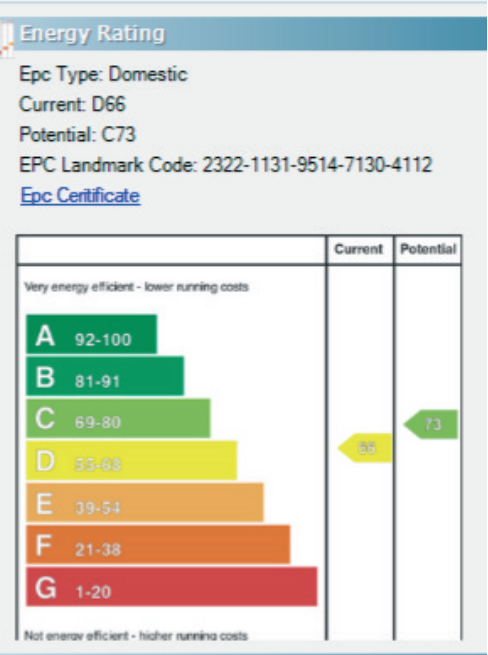 Energy Rating
Epc Type: Domestic
Current: D66
Potential: C73
EPC Landmark Code: 2322-1131-9514-7130-4112
Epc Certificate
Current Potential
Very energy efficient - lower running costs
A 92-100
B 81-91
C 69-80
73
D 55-68
66
E 39-54
F 21-38
G 1-20
Not energy efficient - higher running costs